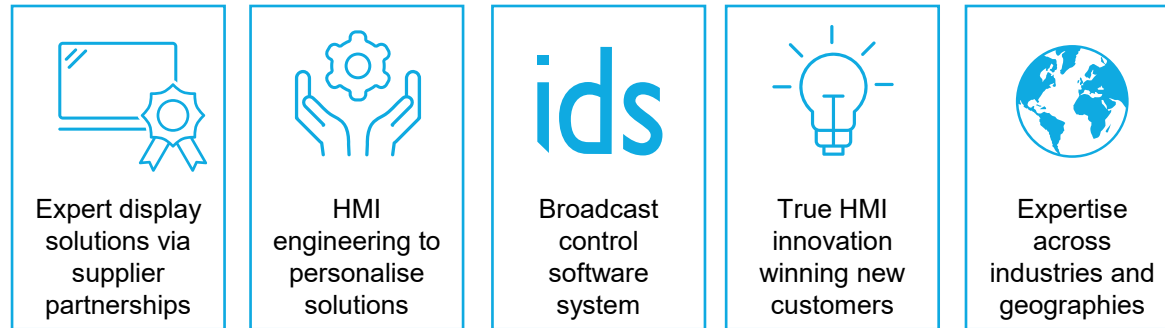 Expert display
solutions via
supplier
partnerships
HMI
engineering to
personalise
solutions
ids
Broadcast
control
software
system
True HMI
innovation
winning new
customers
Expertise
across
industries and
geographies